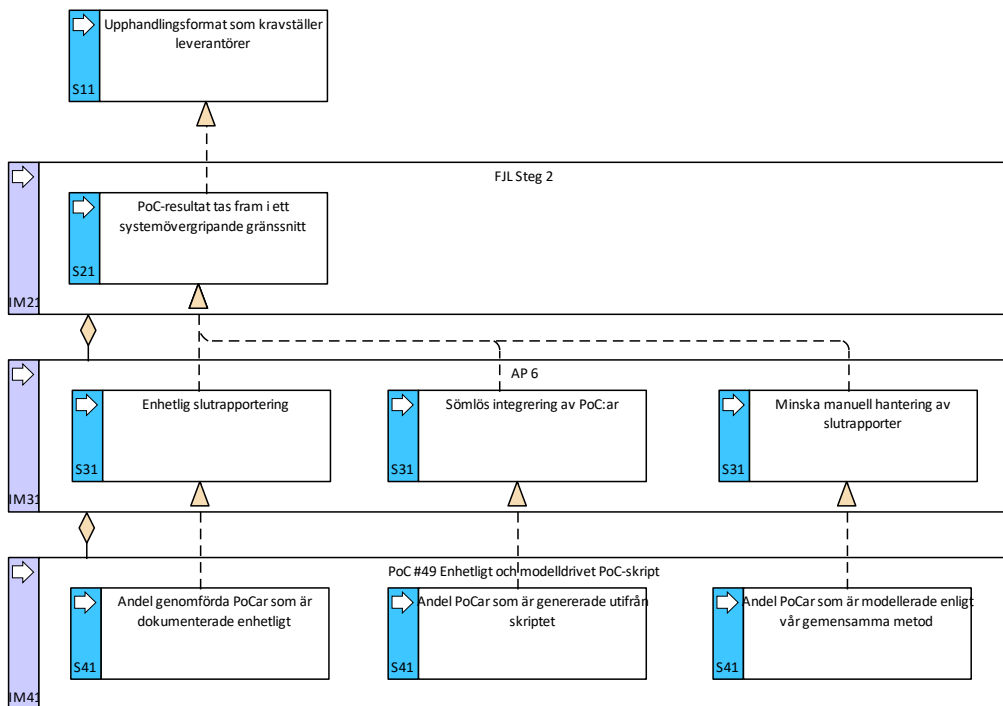 Upphandlingsformat som kravställer
leverantörer
S11
FJL Steg 2
PoC-resultat tas fram i ett
systemövergripande gränssnitt
S21
IM21
AP 6
Enhetlig slutrapportering
S31
Sömlös integrering av PoC:ar
S31
Minska manuell hantering av
slutrapporter
S31
IM31
PoC #49 Enhetligt och modelldrivet PoC-skript
Andel genomförda PoCar som är
dokumenterade enhetligt
S41
Andel PoCar som är genererade utifrån
skriptet
S41
Andel PoCar som är modellerade enligt
vår gemensamma metod
S41
IM41